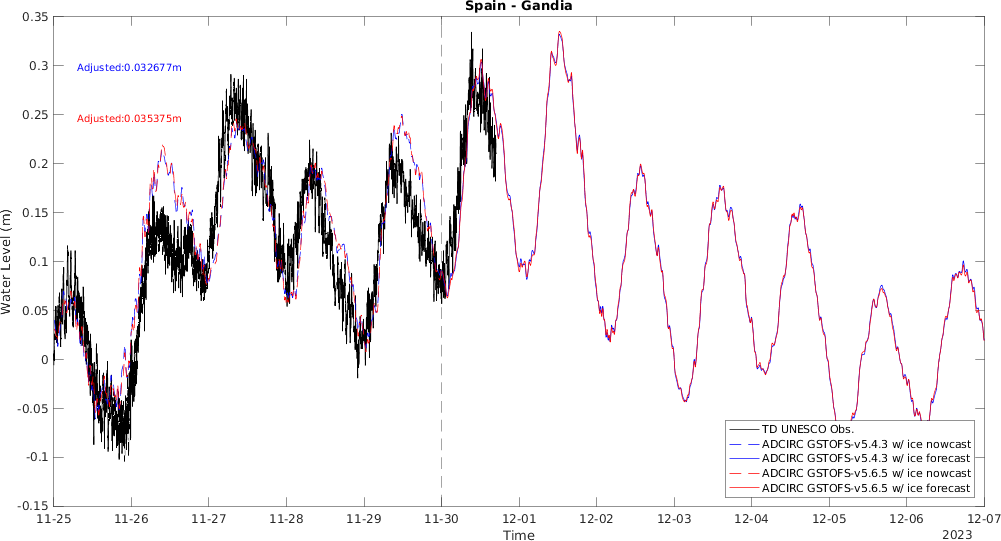 Spain - Gandia
0.35
0.3
0.25
0.2
0.15
0.1
0.05
0
-0.05
-0.1
-0.15
Water Level (m)
Adjusted:0.032677m
Adjusted:0.035375m
TD UNESCO Obs.
ADCIRC GSTOFS-v5.4.3 w/ ice nowcast
ADCIRC GSTOFS-v5.4.3 w/ ice forecast
ADCIRC GSTOFS-v5.6.5 w/ ice nowcast
ADCIRC GSTOFS-v5.6.5 w/ ice forecast
11-25 11-26 11-27 11-28 11-29 11-30 12-01 12-02 12-03 12-04 12-05 12-06 12-07
Time
2023